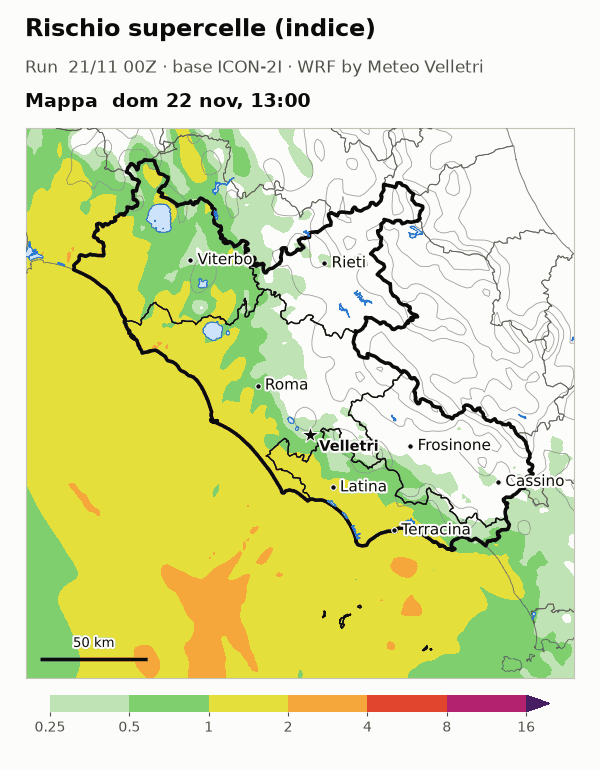 Rischio supercelle (indice)
Run  21/11 00Z · base ICON-2I · WRF by Meteo Velletri
Mappa  dom 22 nov, 13:00
Viterbo
Rieti
Roma
Velletri
Frosinone
Cassino
Latina
Terracina
50 km
0.25 0.5 1 2 4 8 16